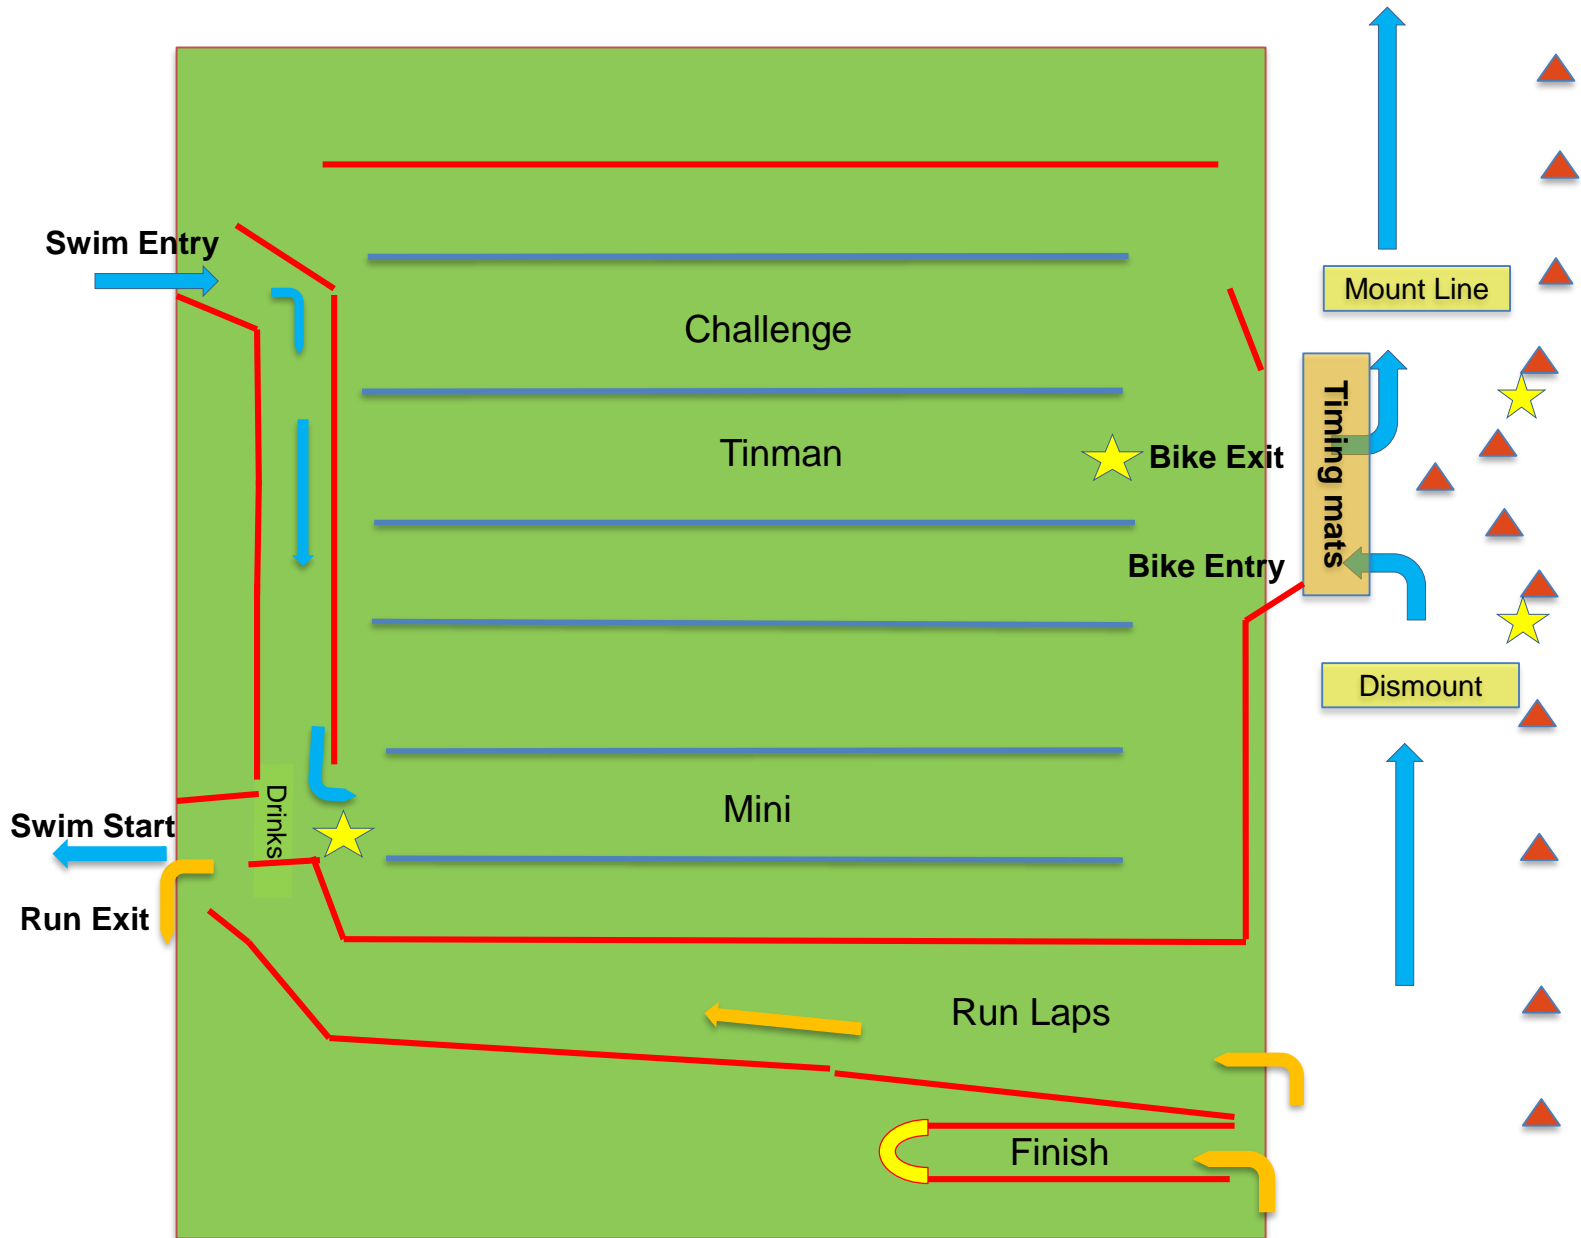 Swim Entry
Mount Line
Challenge
Timing mats
Tinman
Bike Exit
Bike Entry
Dismount
Drinks
Mini
Swim Start
Run Exit
Run Laps
Finish